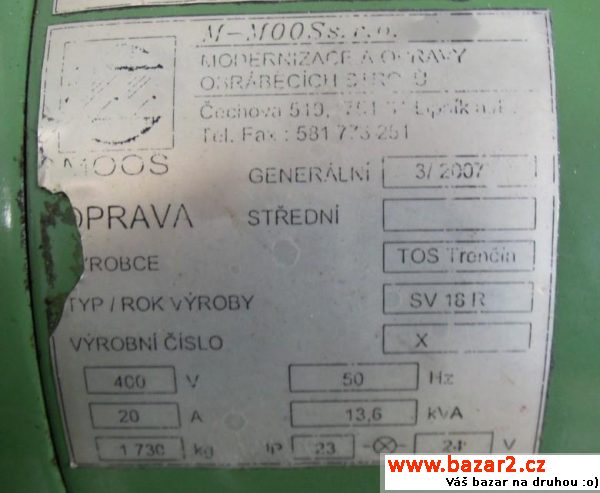 M-MOOS s.r.o.
MODERNIZACE A OPRAVY
OBRÁBĚCÍCH STROJŮ
Čechova 510, Lipník n.B.
Tel. Fax : 581 773 251
MOOS
GENERÁLNÍ 3/ 2007
OPRAVA STŘEDNÍ
VÝROBCE TOS Trenčín
TYP / ROK VÝROBY SV 18 R
VÝROBNÍ ČÍSLO X
400 V 50 Hz
20 A 13,6 kVA
1 730 kg IP 23 24 V
www.bazar2.cz
Váš bazar na druhou :o)